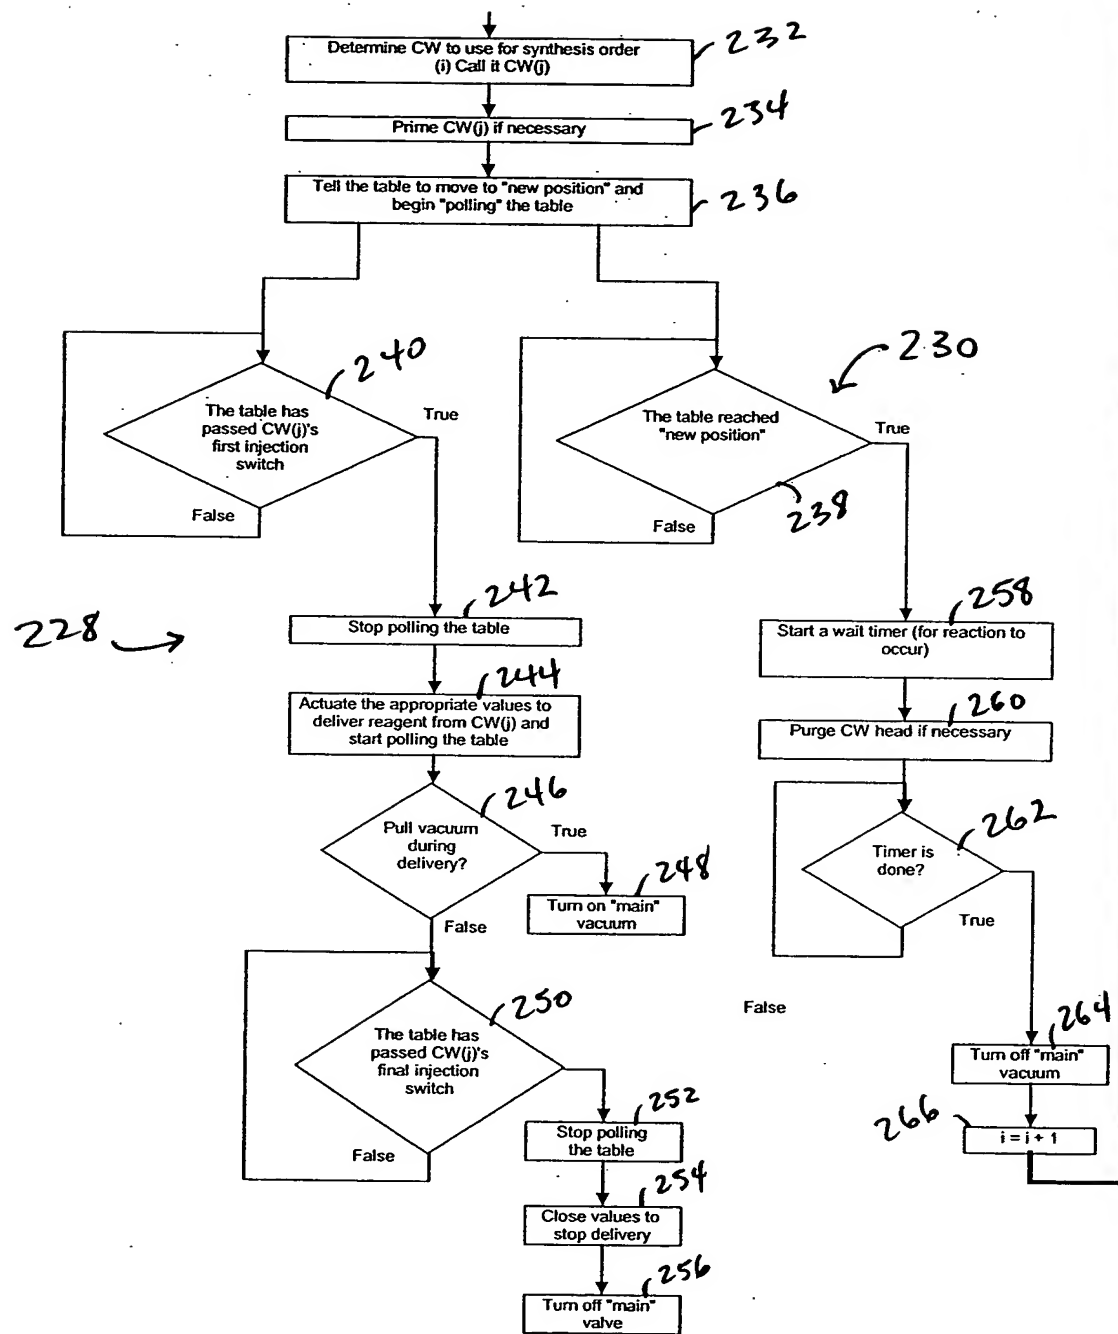 Determine CW to use for synthesis order
(i) Call it CW(j)
232
Prime CW(j) if necessary
234
Tell the table to move to "new position" and
begin "polling" the table
236
240
The table has
passed CW(j)'s
first injection
switch
True
False
230
The table reached
"new position"
True
238
False
228
242
Stop polling the table
244
Actuate the appropriate values to
deliver reagent from CW(j) and
start polling the table
246
Pull vacuum
during
delivery?
True
False
248
Turn on "main"
vacuum
250
The table has
passed CW(j)'s
final injection
switch
False
252
Stop polling
the table
254
Close values to
stop delivery
256
Turn off "main"
valve
258
Start a wait timer (for reaction to
occur)
260
Purge CW head if necessary
262
Timer is
done?
True
False
264
Turn off "main"
vacuum
266
i = i + 1